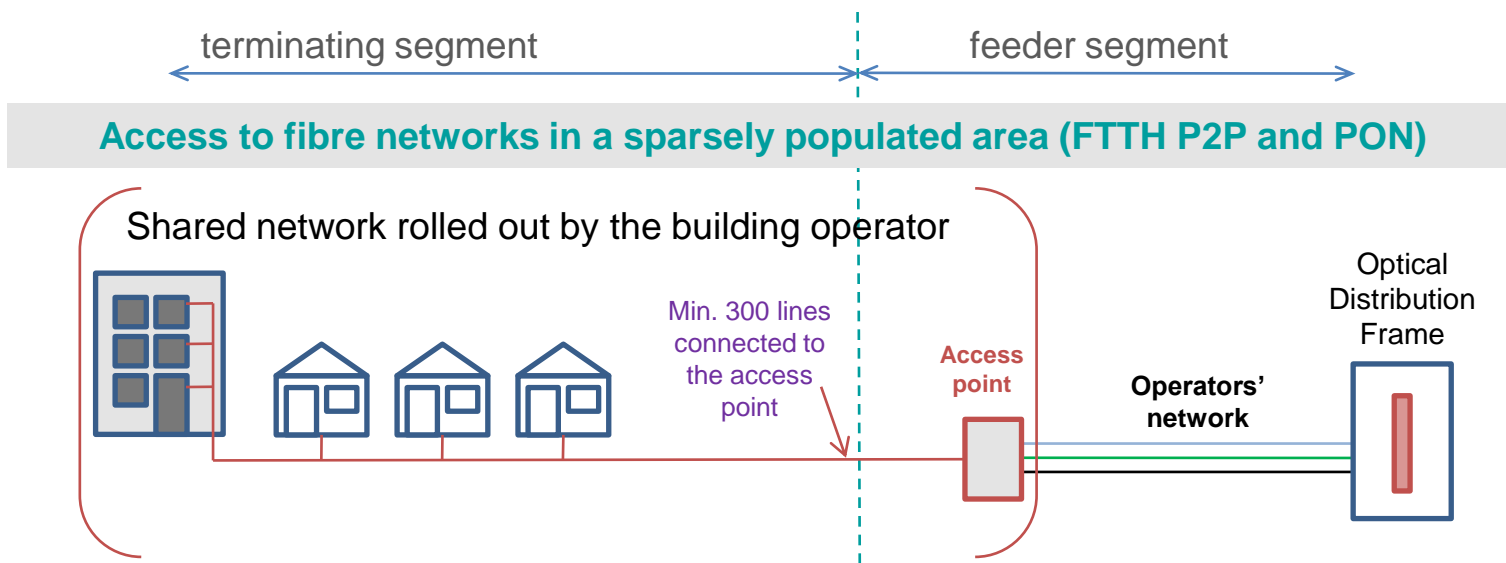 terminating segment
feeder segment
Access to fibre networks in a sparsely populated area (FTTH P2P and PON)
Shared network rolled out by the building operator
Min. 300 lines
connected to
the access
point
Access
point
Operators’
network
Optical
Distribution
Frame